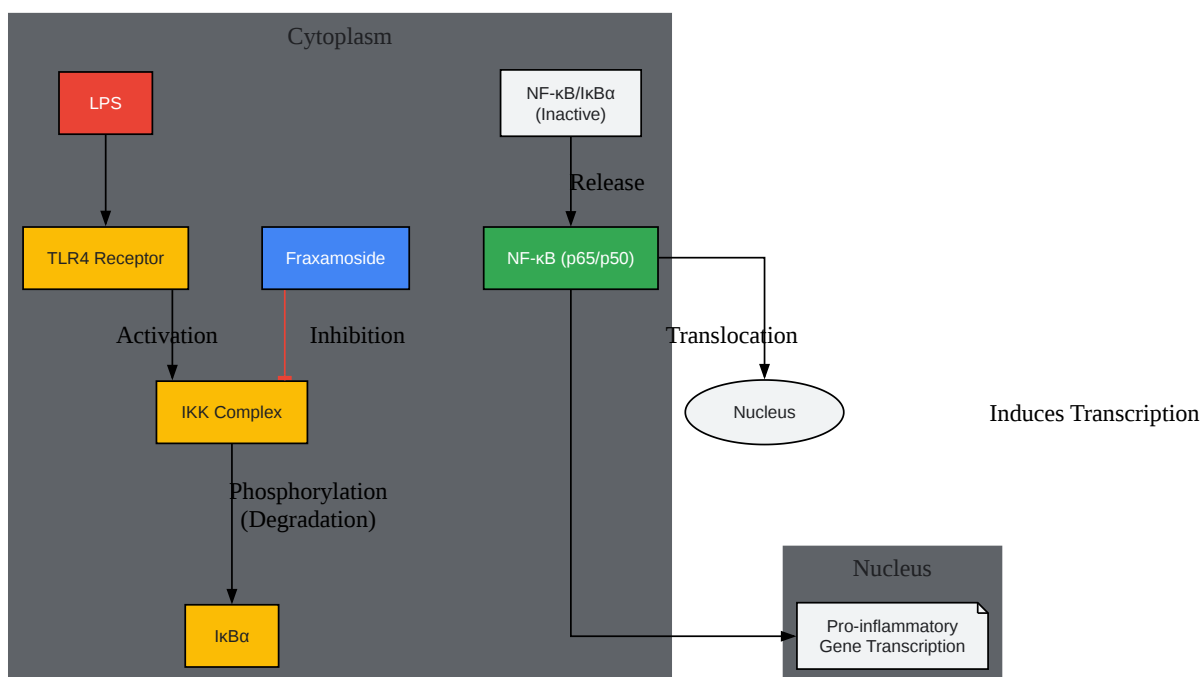 Cytoplasm
LPS
NF-κB/IκBα
(Inactive)
Release
TLR4 Receptor
Fraxamoside
NF-κB (p65/p50)
Activation
Inhibition
Translocation
IKK Complex
Nucleus
Induces Transcription
Phosphorylation
(Degradation)
Nucleus
IκBα
Pro-inflammatory
Gene Transcription